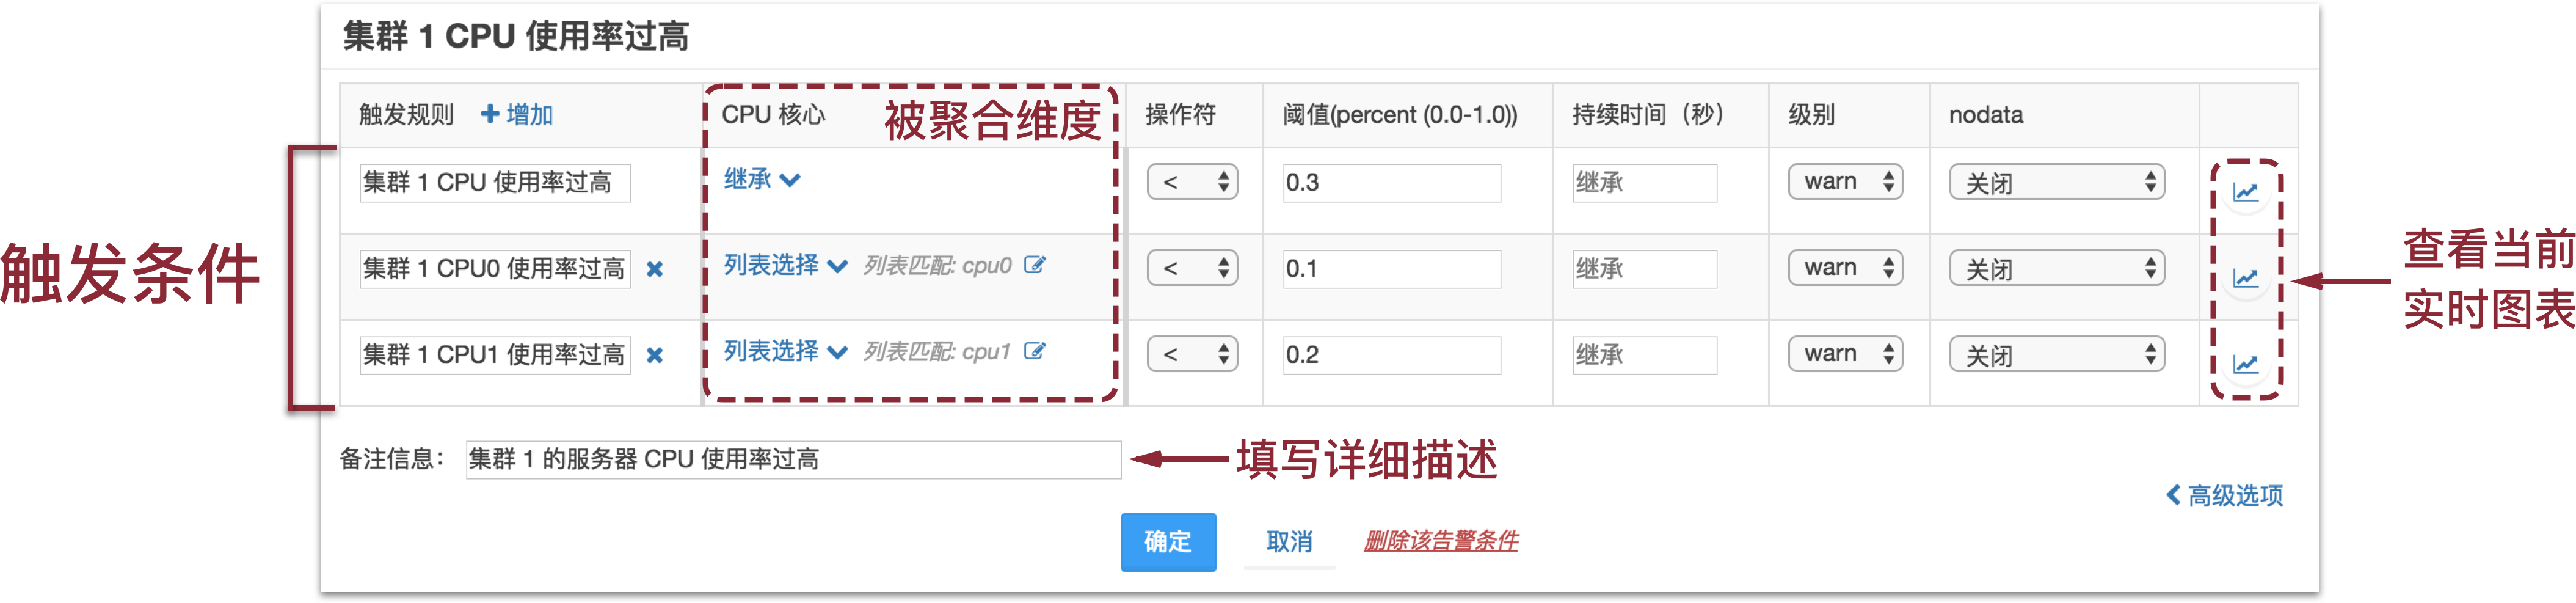 集群 1 CPU 使用率过高
触发规则 增加 CPU 核心 被聚合维度 操作符 阈值(percent (0.0-1.0)) 持续时间（秒） 级别 nodata
集群 1 CPU 使用率过高 继承 < 0.3 继承 warn 关闭
集群 1 CPU0 使用率过高 列表选择 列表匹配: cpu0 < 0.1 继承 warn 关闭
集群 1 CPU1 使用率过高 列表选择 列表匹配: cpu1 < 0.2 继承 warn 关闭
触发条件
查看当前
实时图表
备注信息： 集群 1 的服务器 CPU 使用率过高 填写详细描述
高级选项
确定 取消 删除该告警条件